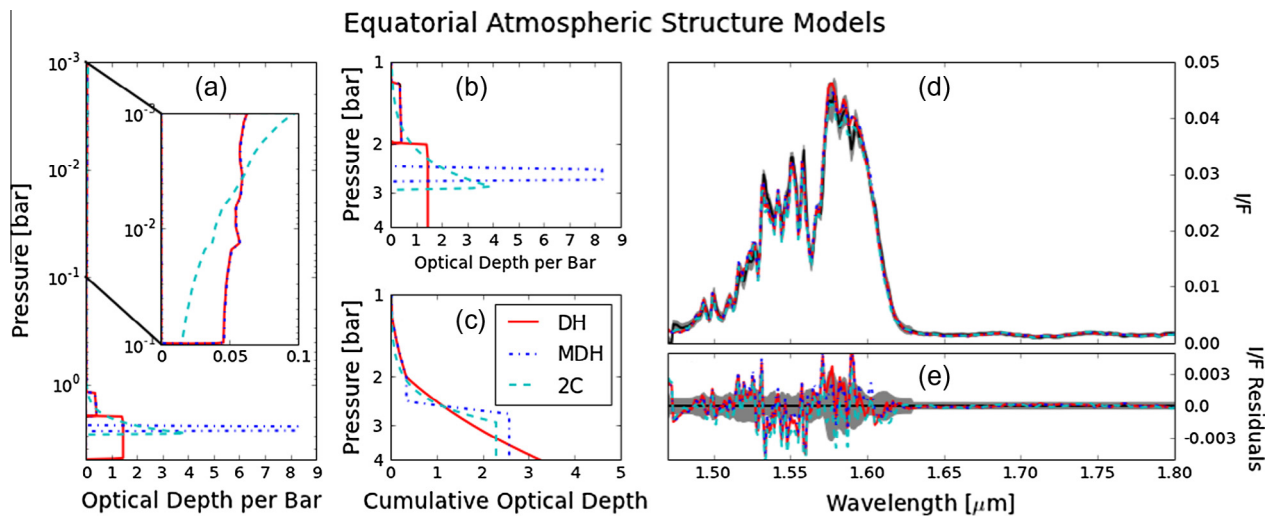 Equatorial Atmospheric Structure Models
(a)
10⁻³
10⁻²
10⁻¹
10⁰
Pressure [bar]
0 1 2 3 4 5 6 7 8 9
Optical Depth per Bar
10⁻³
10⁻²
10⁻¹
0 0.05 0.1
(b)
1
2
3
4
Pressure [bar]
0 1 2 3 4 5 6 7 8 9
Optical Depth per Bar
(c)
1
2
3
4
Pressure [bar]
DH
MDH
2C
0 1 2 3 4 5
Cumulative Optical Depth
(d)
0.05
0.04
0.03
0.02
0.01
0.00
I/F
(e)
0.003
0.0
-0.003
I/F Residuals
1.50 1.55 1.60 1.65 1.70 1.75 1.80
Wavelength [μm]